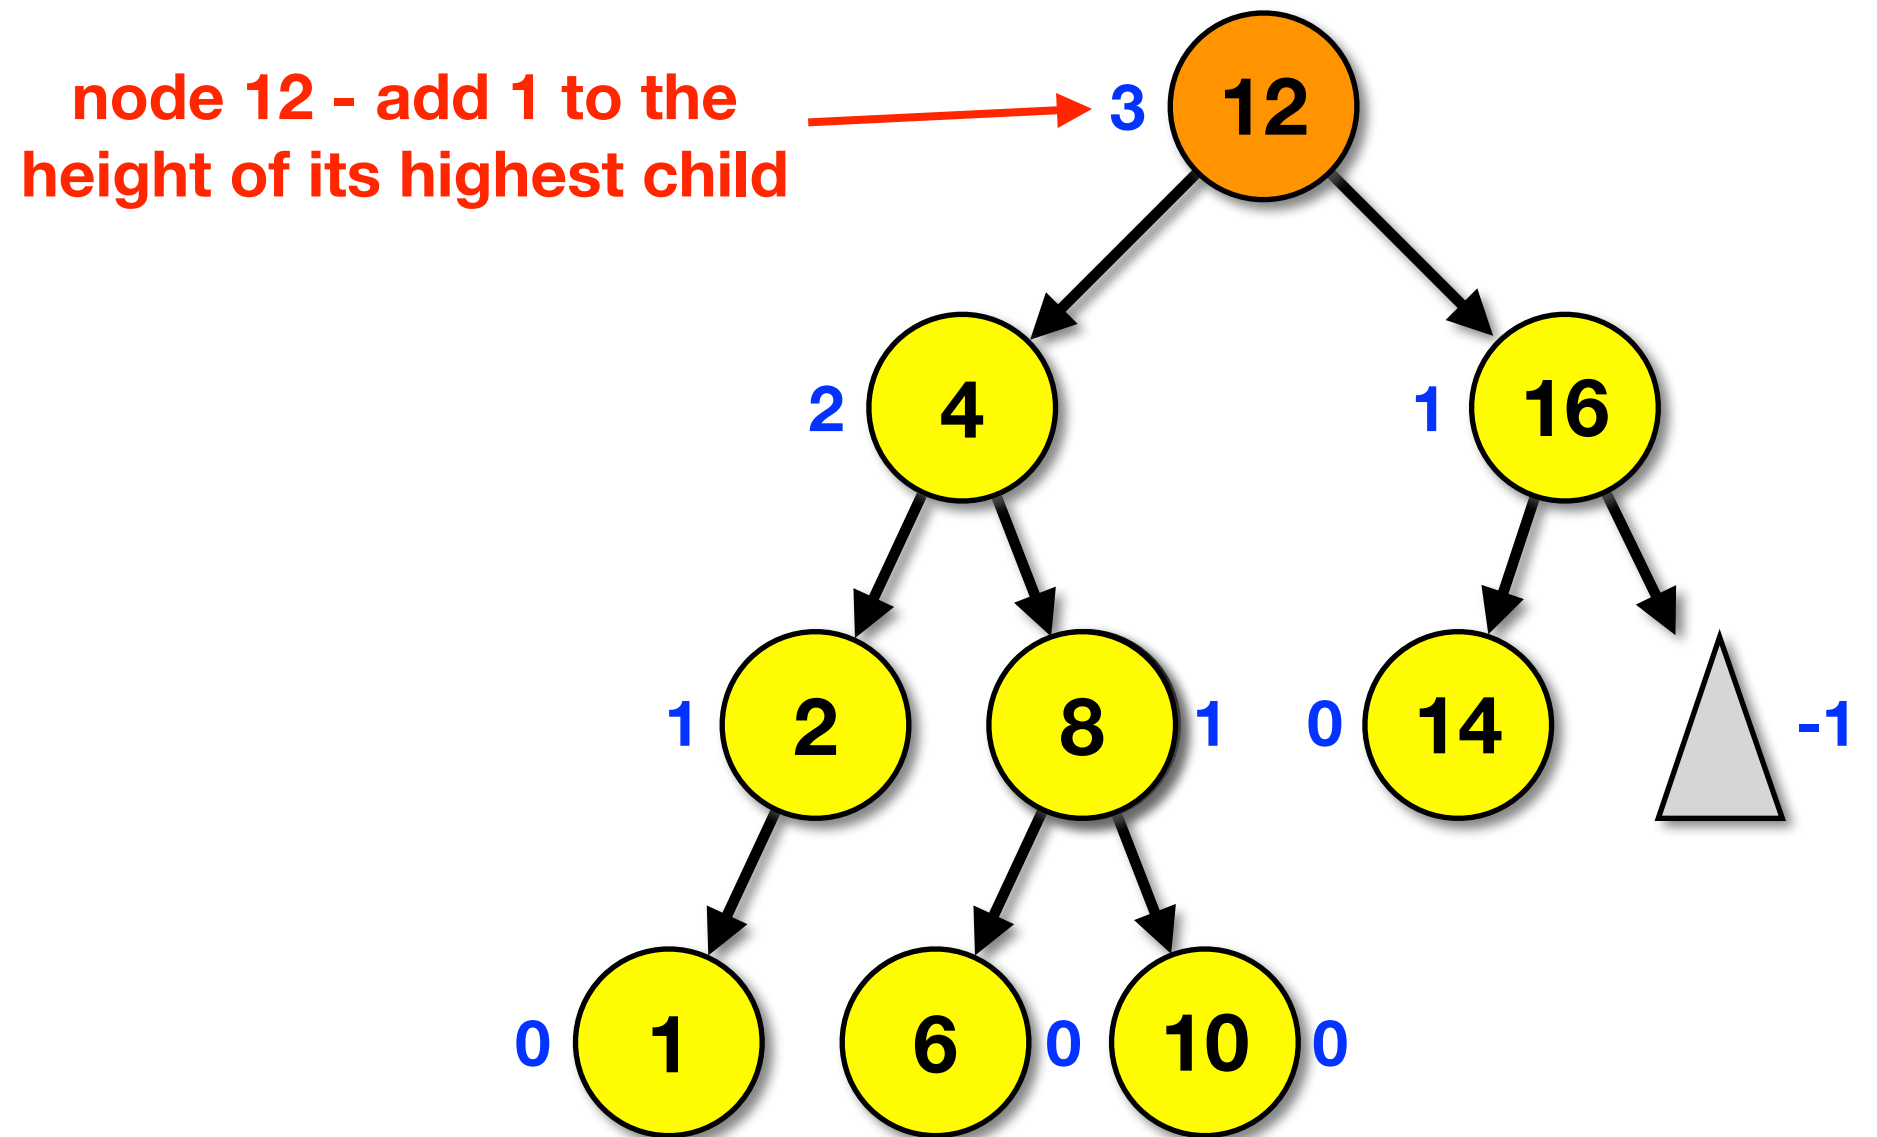 node 12 - add 1 to the
height of its highest child
3 12
2 4 1 16
1 2 8 1 0 14 -1
0 1 6 0 10 0